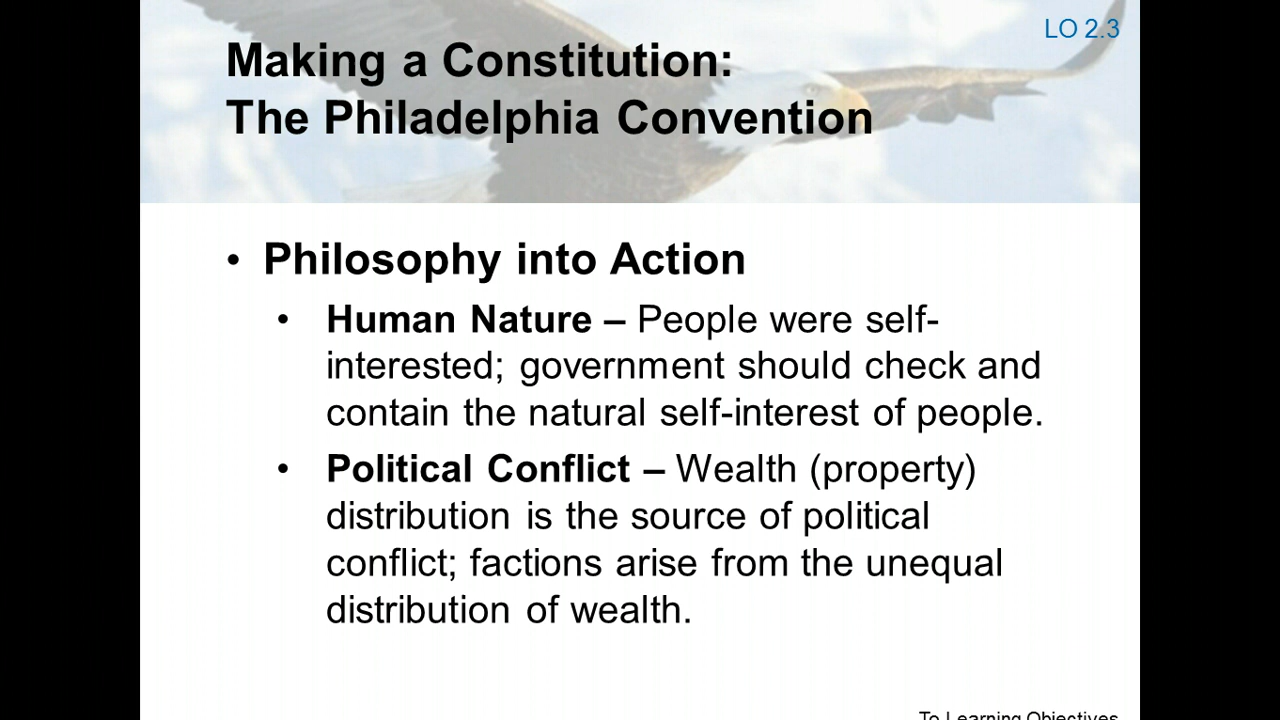 LO 2.3
Making a Constitution:
The Philadelphia Convention
• Philosophy into Action
• Human Nature – People were self-
interested; government should check and
contain the natural self-interest of people.
• Political Conflict – Wealth (property)
distribution is the source of political
conflict; factions arise from the unequal
distribution of wealth.
To Learning Objectives